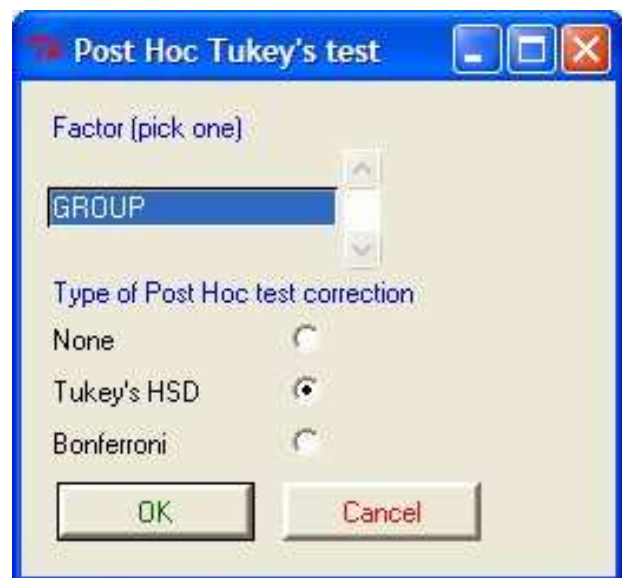 Post Hoc Tukey's test
Factor (pick one)
GROUP
Type of Post Hoc test correction
None
Tukey's HSD
Bonferroni
OK Cancel